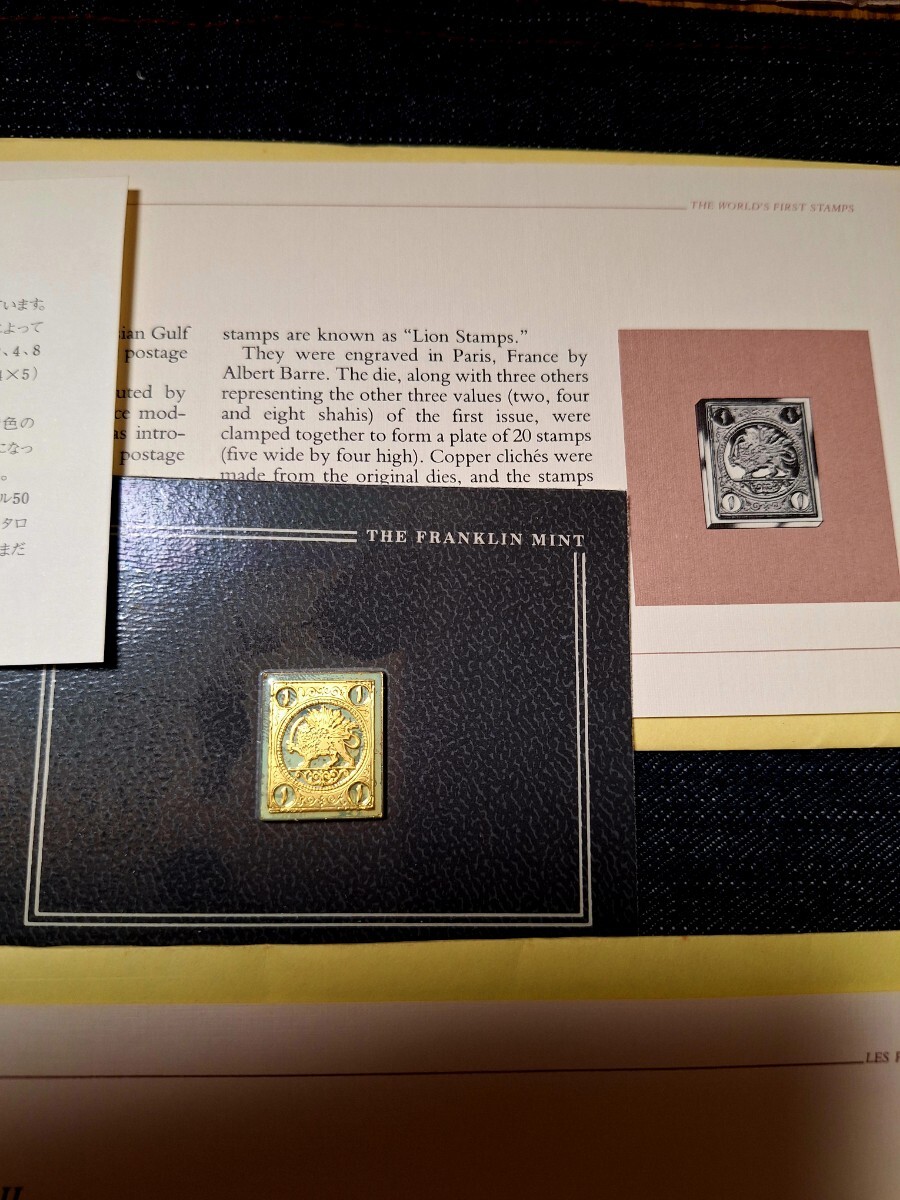 THE WORLD'S FIRST STAMPS
います。
よって
、4、8
×5)
色の
なっ
。
ル50
タロ
まだ
ian Gulf
postage
uted by
ce mod-
as intro-
postage
stamps are known as “Lion Stamps.”
They were engraved in Paris, France by
Albert Barre. The die, along with three others
representing the other three values (two, four
and eight shahis) of the first issue, were
clamped together to form a plate of 20 stamps
(five wide by four high). Copper clichés were
made from the original dies, and the stamps
THE FRANKLIN MINT
1
1
LES
II